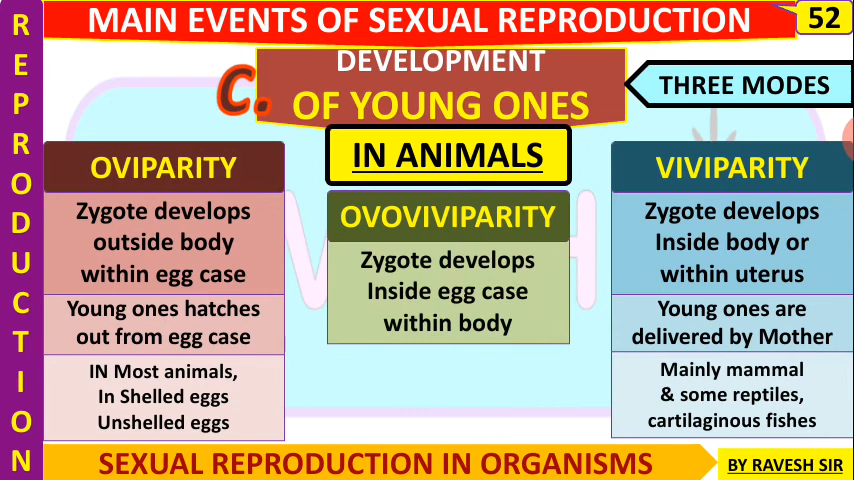 MAIN EVENTS OF SEXUAL REPRODUCTION
52
REPRODUCTION
C.
DEVELOPMENT
OF YOUNG ONES
THREE MODES
IN ANIMALS
OVIPARITY
Zygote develops
outside body
within egg case
Young ones hatches
out from egg case
IN Most animals,
In Shelled eggs
Unshelled eggs
OVOVIVIPARITY
Zygote develops
Inside egg case
within body
VIVIPARITY
Zygote develops
Inside body or
within uterus
Young ones are
delivered by Mother
Mainly mammal
& some reptiles,
cartilaginous fishes
SEXUAL REPRODUCTION IN ORGANISMS
BY RAVESH SIR